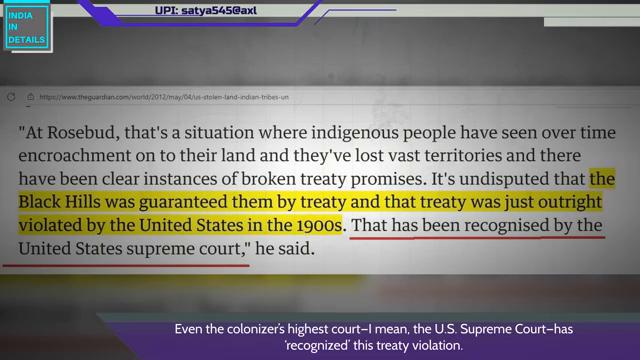 INDIA
IN
DETAILS
UPI: satya545@axl
https://www.theguardian.com/world/2012/may/04/us-stolen-land-indian-tribes-un
"At Rosebud, that's a situation where indigenous people have seen over time
encroachment on to their land and they've lost vast territories and there
have been clear instances of broken treaty promises. It's undisputed that the
Black Hills was guaranteed them by treaty and that treaty was just outright
violated by the United States in the 1900s. That has been recognised by the
United States supreme court," he said.
Even the colonizer's highest court—I mean, the U.S. Supreme Court—has
'recognized' this treaty violation.